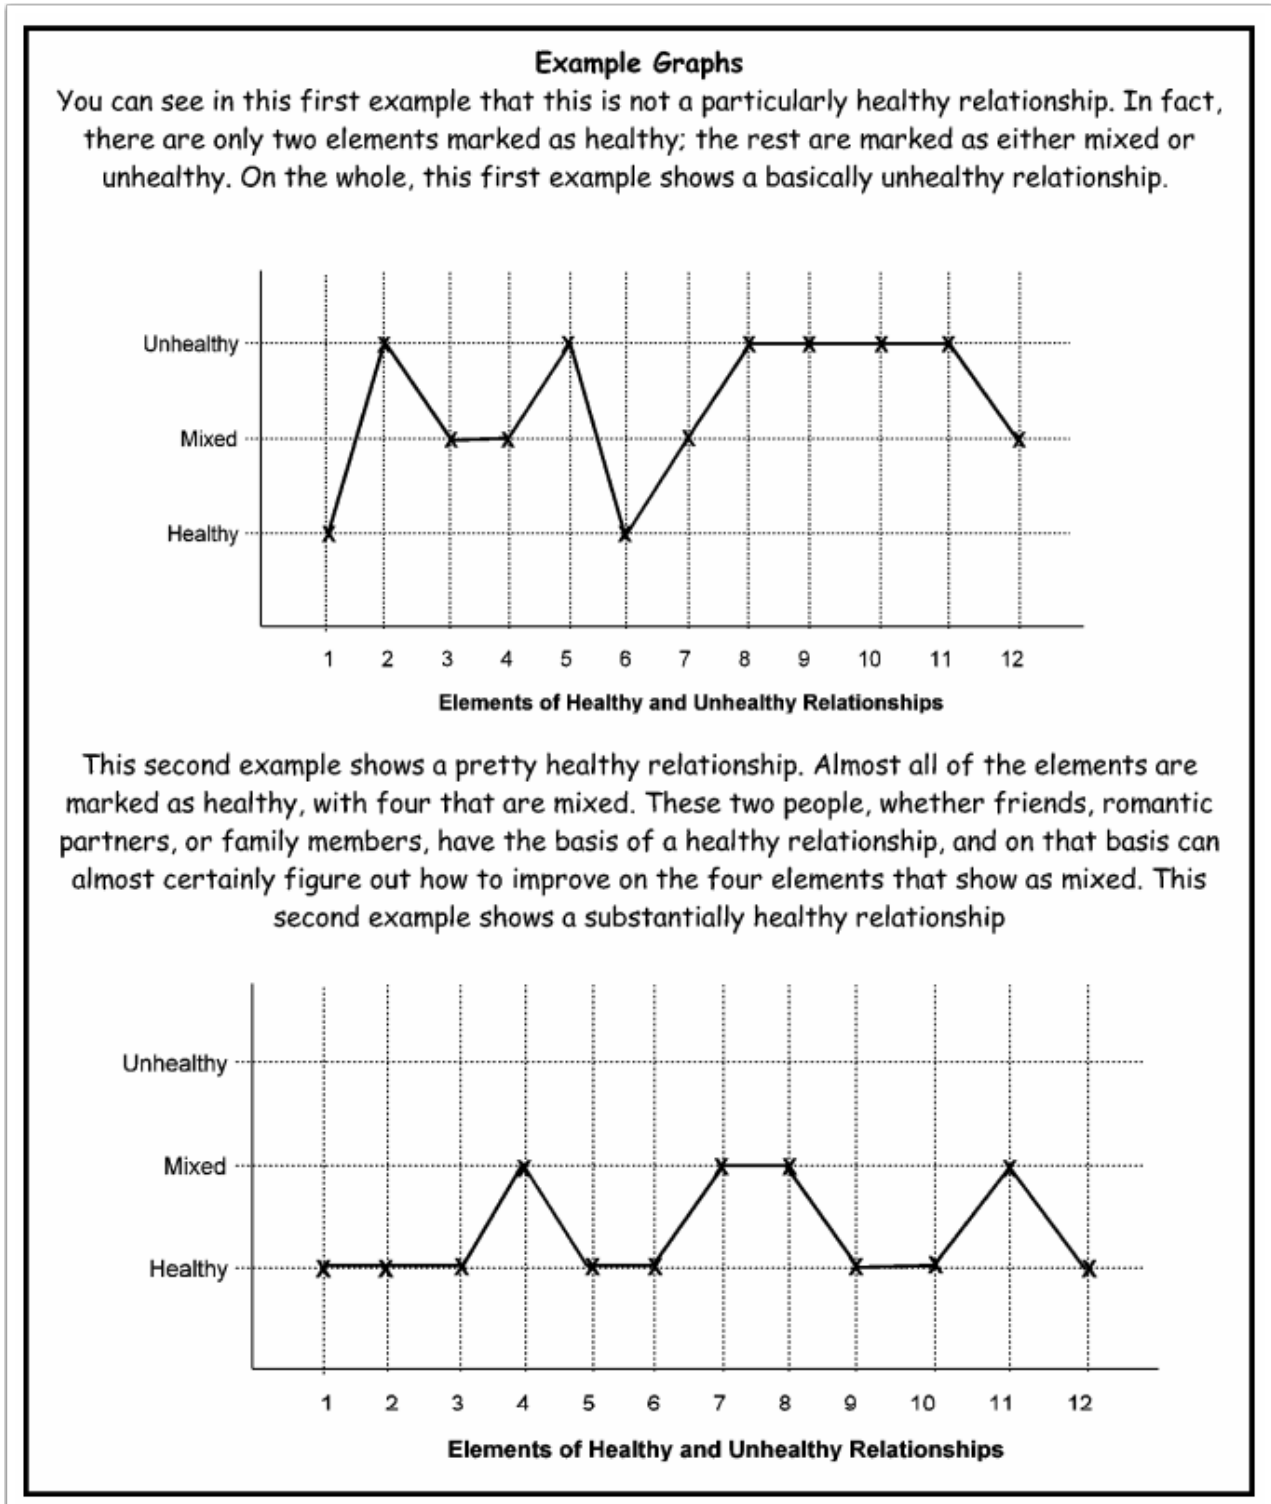 Example Graphs
You can see in this first example that this is not a particularly healthy relationship. In fact,
there are only two elements marked as healthy; the rest are marked as either mixed or
unhealthy. On the whole, this first example shows a basically unhealthy relationship.
Unhealthy
Mixed
Healthy
1 2 3 4 5 6 7 8 9 10 11 12
Elements of Healthy and Unhealthy Relationships
This second example shows a pretty healthy relationship. Almost all of the elements are
marked as healthy, with four that are mixed. These two people, whether friends, romantic
partners, or family members, have the basis of a healthy relationship, and on that basis can
almost certainly figure out how to improve on the four elements that show as mixed. This
second example shows a substantially healthy relationship
Unhealthy
Mixed
Healthy
1 2 3 4 5 6 7 8 9 10 11 12
Elements of Healthy and Unhealthy Relationships